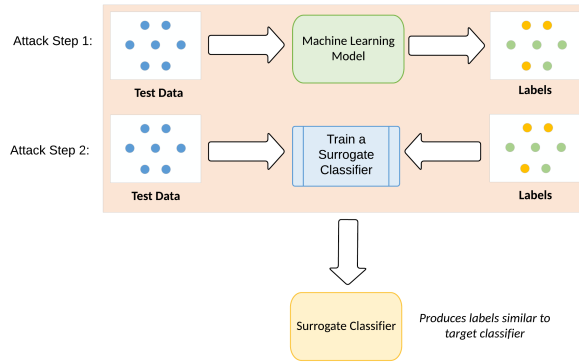 Attack Step 1:
Machine Learning
Model
Test Data
Labels
Attack Step 2:
Train a
Surrogate
Classifier
Test Data
Labels
Surrogate Classifier
Produces labels similar to
target classifier